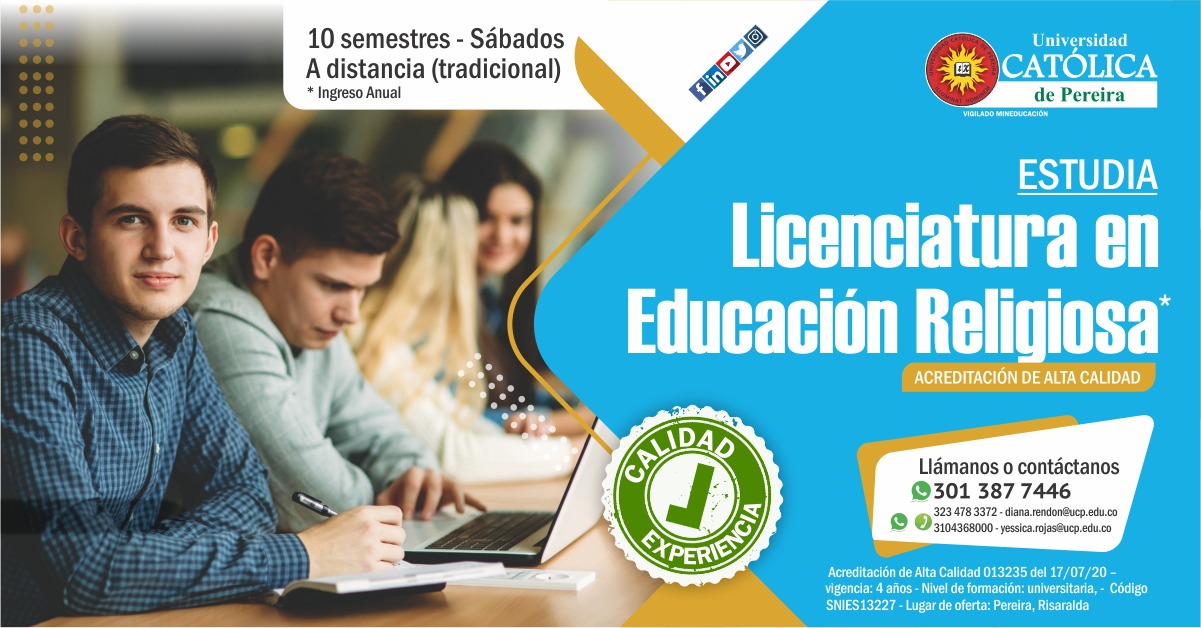 10 semestres - Sábados
A distancia (tradicional)
* Ingreso Anual
Universidad
CATÓLICA
de Pereira
VIGILADO MINEDUCACIÓN
ESTUDIA
Licenciatura en
Educación Religiosa*
ACREDITACIÓN DE ALTA CALIDAD
CALIDAD
EXPERIENCIA
Llámanos o contáctanos
301 387 7446
323 478 3372 - diana.rendon@ucp.edu.co
3104368000 - yessica.rojas@ucp.edu.co
Acreditación de Alta Calidad 013235 del 17/07/20 –
vigencia: 4 años - Nivel de formación: universitaria, - Código
SNIES13227 - Lugar de oferta: Pereira, Risaralda